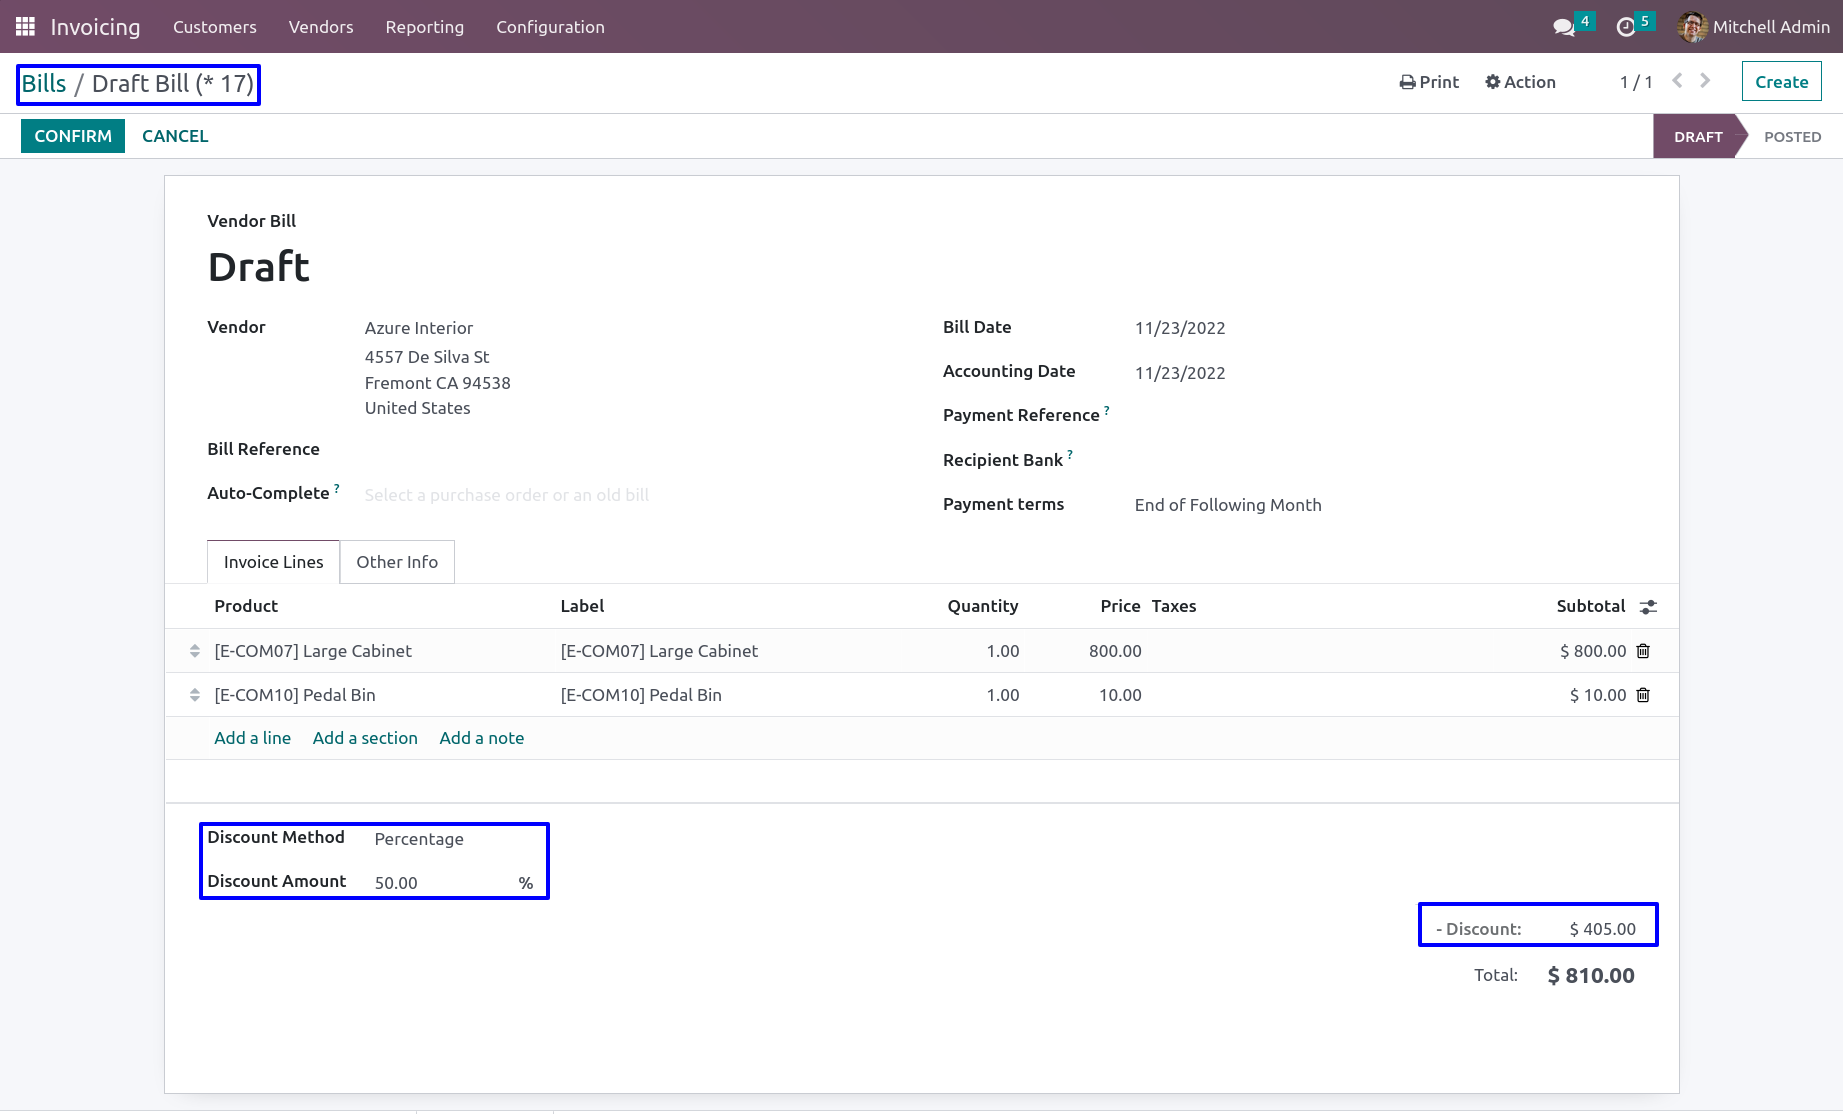 Invoicing Customers Vendors Reporting Configuration 4 5 Mitchell Admin
Bills / Draft Bill (* 17) Print Action 1 / 1 Create
CONFIRM CANCEL DRAFT POSTED
Vendor Bill
Draft
Vendor Azure Interior
4557 De Silva St
Fremont CA 94538
United States
Bill Reference
Auto-Complete ? Select a purchase order or an old bill
Bill Date 11/23/2022
Accounting Date 11/23/2022
Payment Reference ?
Recipient Bank ?
Payment terms End of Following Month
Invoice Lines Other Info
Product Label Quantity Price Taxes Subtotal
[E-COM07] Large Cabinet [E-COM07] Large Cabinet 1.00 800.00 $ 800.00
[E-COM10] Pedal Bin [E-COM10] Pedal Bin 1.00 10.00 $ 10.00
Add a line Add a section Add a note
Discount Method Percentage
Discount Amount 50.00 %
- Discount: $ 405.00
Total: $ 810.00